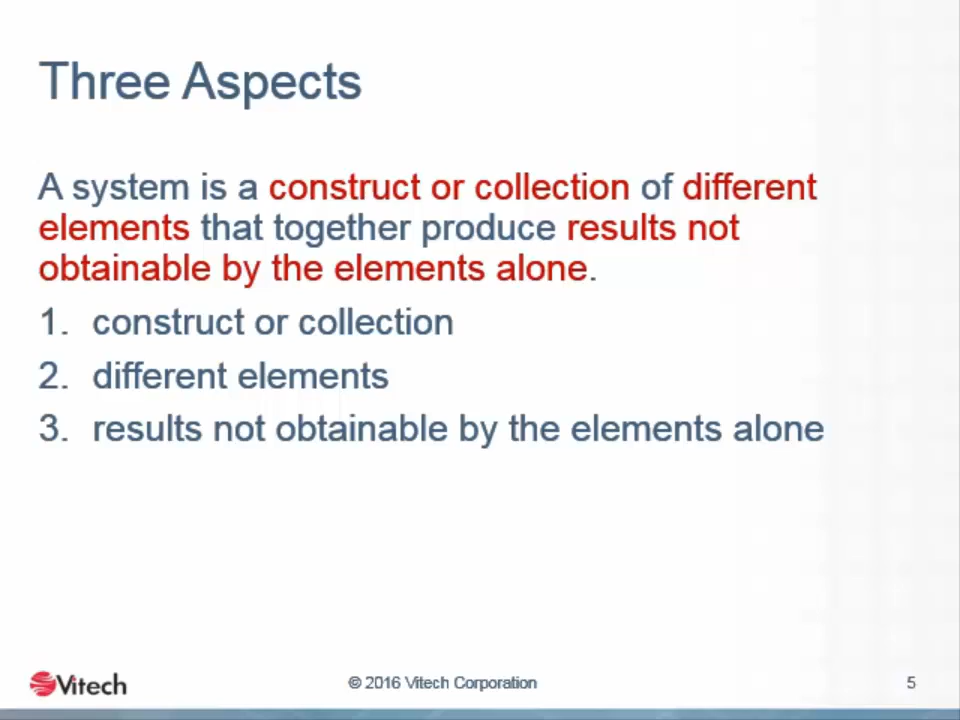 Three Aspects
A system is a construct or collection of different
elements that together produce results not
obtainable by the elements alone.
1. construct or collection
2. different elements
3. results not obtainable by the elements alone
Vitech
© 2016 Vitech Corporation
5